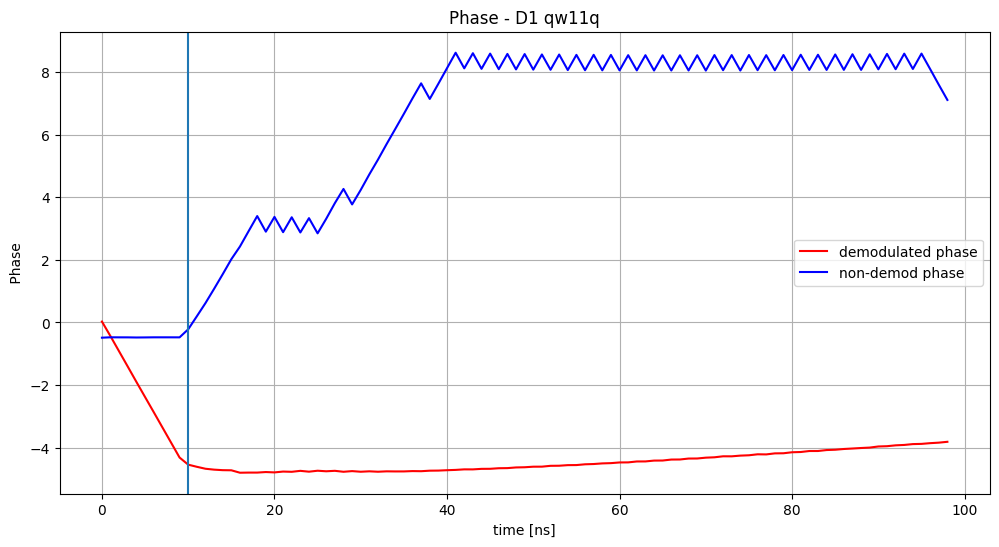 Phase - D1 qw11q
Phase
8
6
4
2
0
−2
−4
demodulated phase
non-demod phase
0
20
40
60
80
100
time [ns]